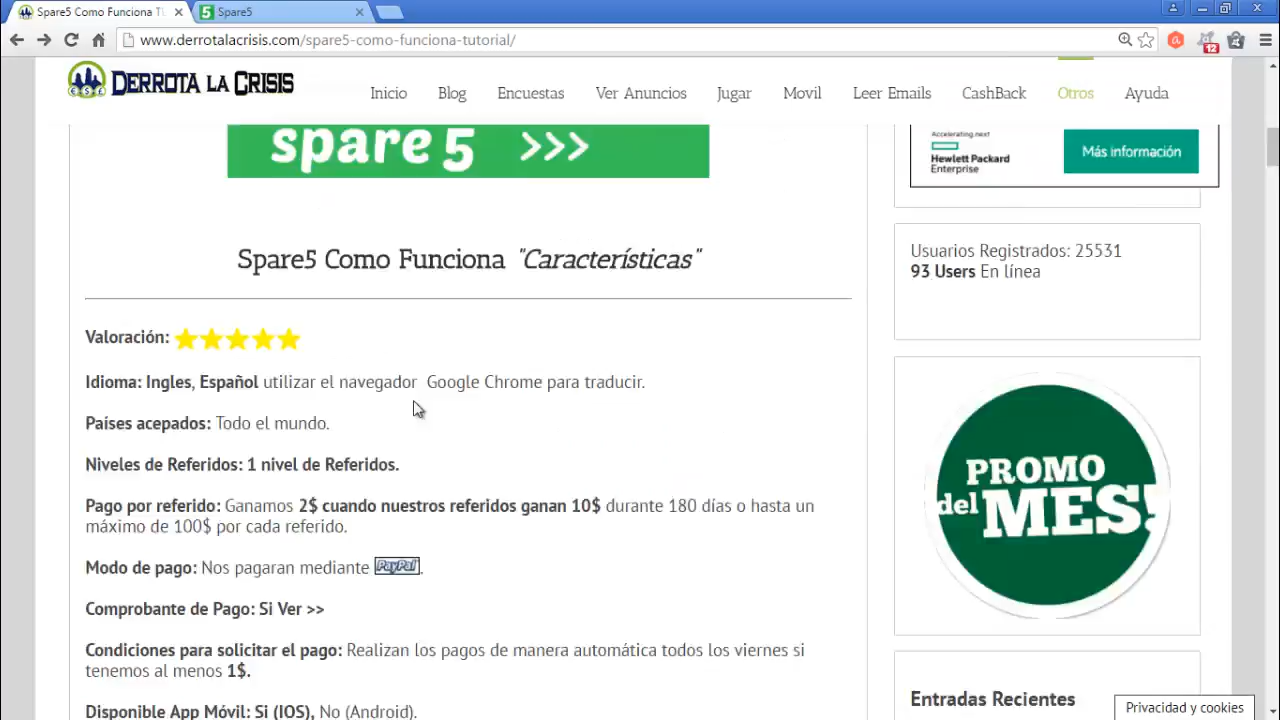 Spare5 Como Funciona Tu
Spare5
www.derrotalacrisis.com/spare5-como-funciona-tutorial/
12
DERROTA LA CRISIS
Inicio
Blog
Encuestas
Ver Anuncios
Jugar
Movil
Leer Emails
CashBack
Otros
Ayuda
spare5 >>>
Accelerating next
Hewlett Packard
Enterprise
Más información
Spare5 Como Funciona "Características"
Usuarios Registrados: 25531
93 Users En línea
Valoración:
Idioma: Ingles, Español utilizar el navegador Google Chrome para traducir.
Países acepados: Todo el mundo.
Niveles de Referidos: 1 nivel de Referidos.
Pago por referido: Ganamos 2$ cuando nuestros referidos ganan 10$ durante 180 días o hasta un
máximo de 100$ por cada referido.
Modo de pago: Nos pagaran mediante PayPal.
Comprobante de Pago: Si Ver >>
Condiciones para solicitar el pago: Realizan los pagos de manera automática todos los viernes si
tenemos al menos 1$.
Disponible App Móvil: Si (IOS), No (Android).
PROMO
del MES!
Entradas Recientes
Privacidad y cookies